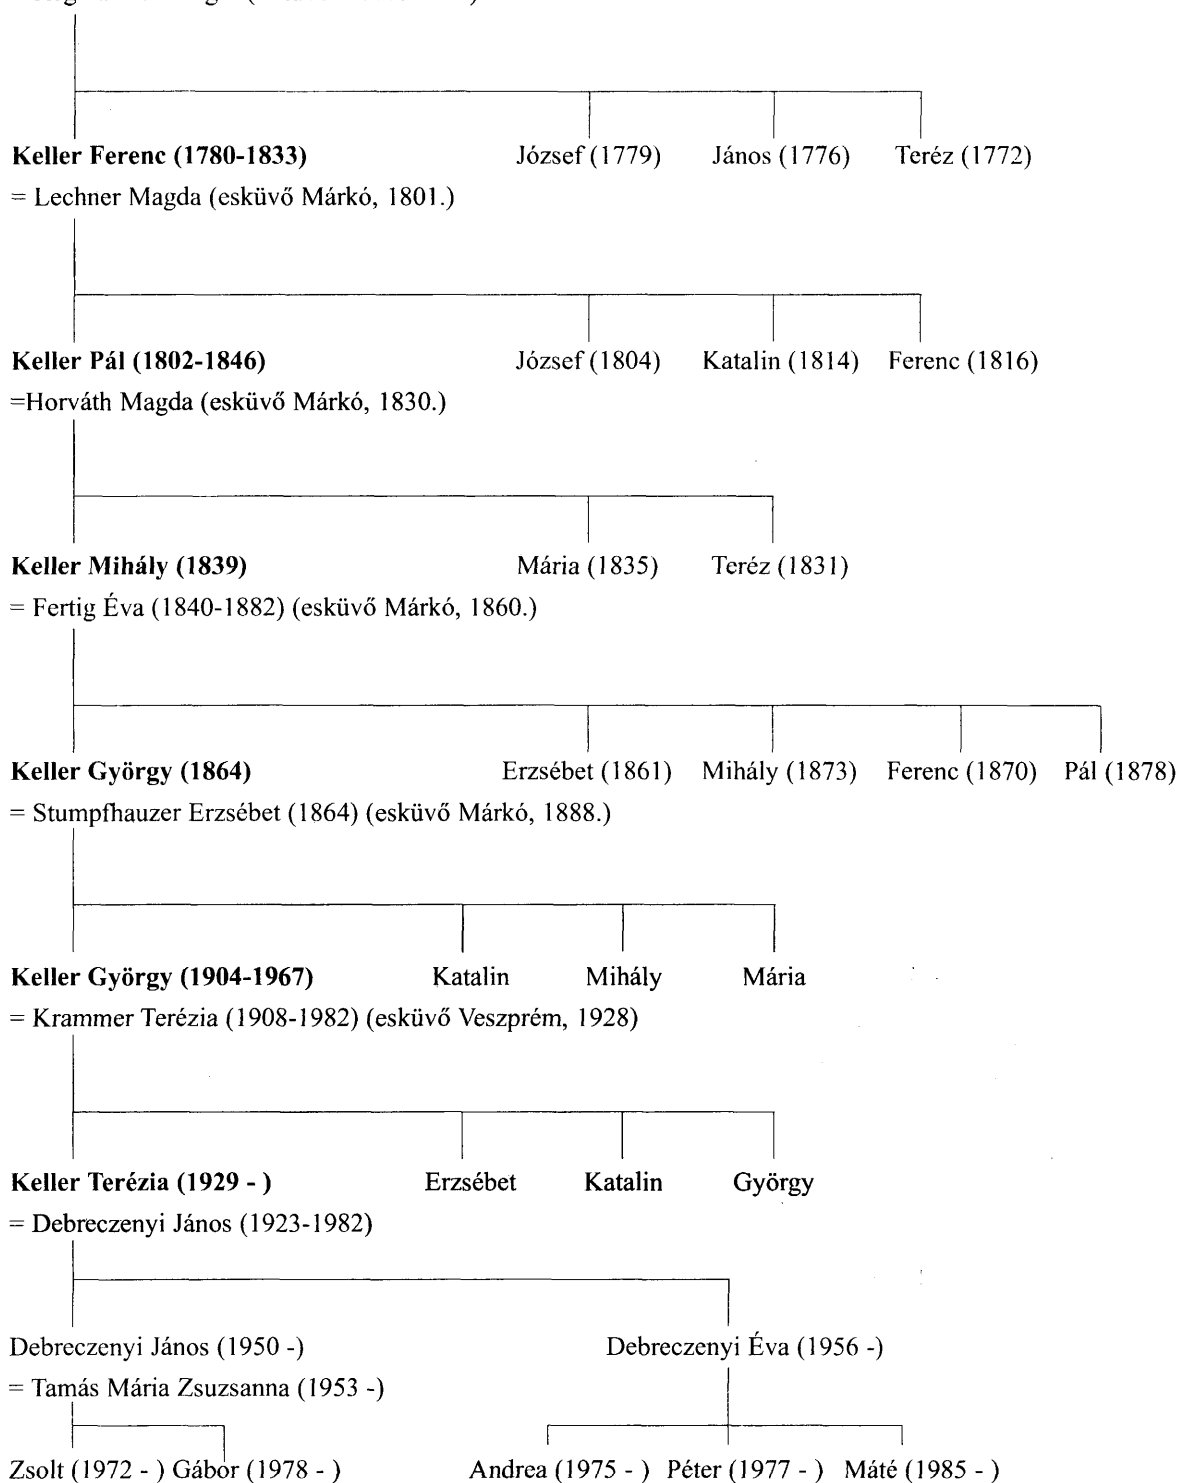 Keller Ferenc (1780-1833) József (1779) János (1776) Teréz (1772)
= Lechner Magda (esküvő Márkó, 1801.)
Keller Pál (1802-1846) József (1804) Katalin (1814) Ferenc (1816)
=Horváth Magda (esküvő Márkó, 1830.)
Keller Mihály (1839) Mária (1835) Teréz (1831)
= Fertig Éva (1840-1882) (esküvő Márkó, 1860.)
Keller György (1864) Erzsébet (1861) Mihály (1873) Ferenc (1870) Pál (1878)
= Stumpfhauzer Erzsébet (1864) (esküvő Márkó, 1888.)
Keller György (1904-1967) Katalin Mihály Mária
= Krammer Terézia (1908-1982) (esküvő Veszprém, 1928)
Keller Terézia (1929 - ) Erzsébet Katalin György
= Debreczenyi János (1923-1982)
Debreczenyi János (1950 -) Debreczenyi Éva (1956 -)
= Tamás Mária Zsuzsanna (1953 -)
Zsolt (1972 - ) Gábor (1978 - ) Andrea (1975 - ) Péter (1977 - ) Máté (1985 - )